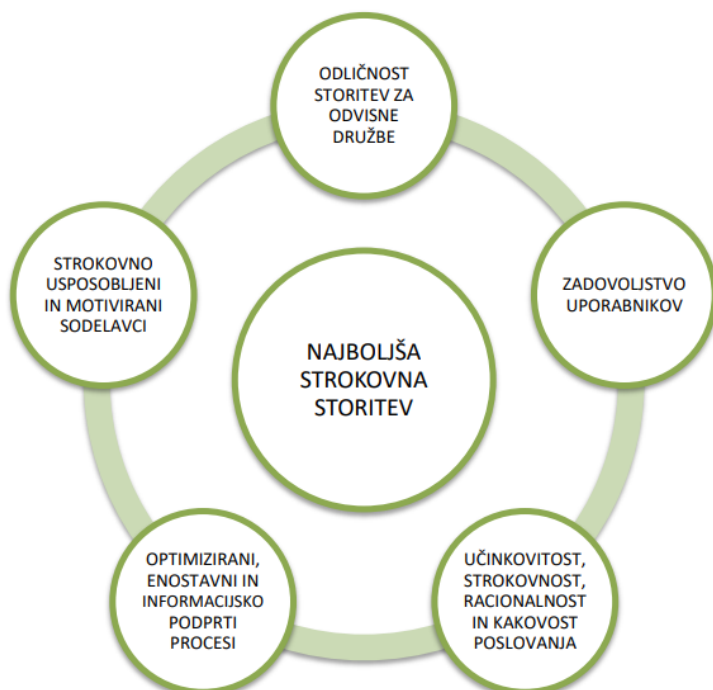 ODLIČNOST
STORITEV ZA
ODVISNE
DRUŽBE
ZADOVOLJSTVO
UPORABNIKOV
UČINKOVITOST,
STROKOVNOST,
RACIONALNOST
IN KAKOVOST
POSLOVANJA
OPTIMIZIRANI,
ENOSTAVNI IN
INFORMACIJSKO
PODPRTI
PROCESI
STROKOVNO
USPOSOBLJENI
IN MOTIVIRANI
SODELAVCI
NAJBOLJŠA
STROKOVNA
STORITEV